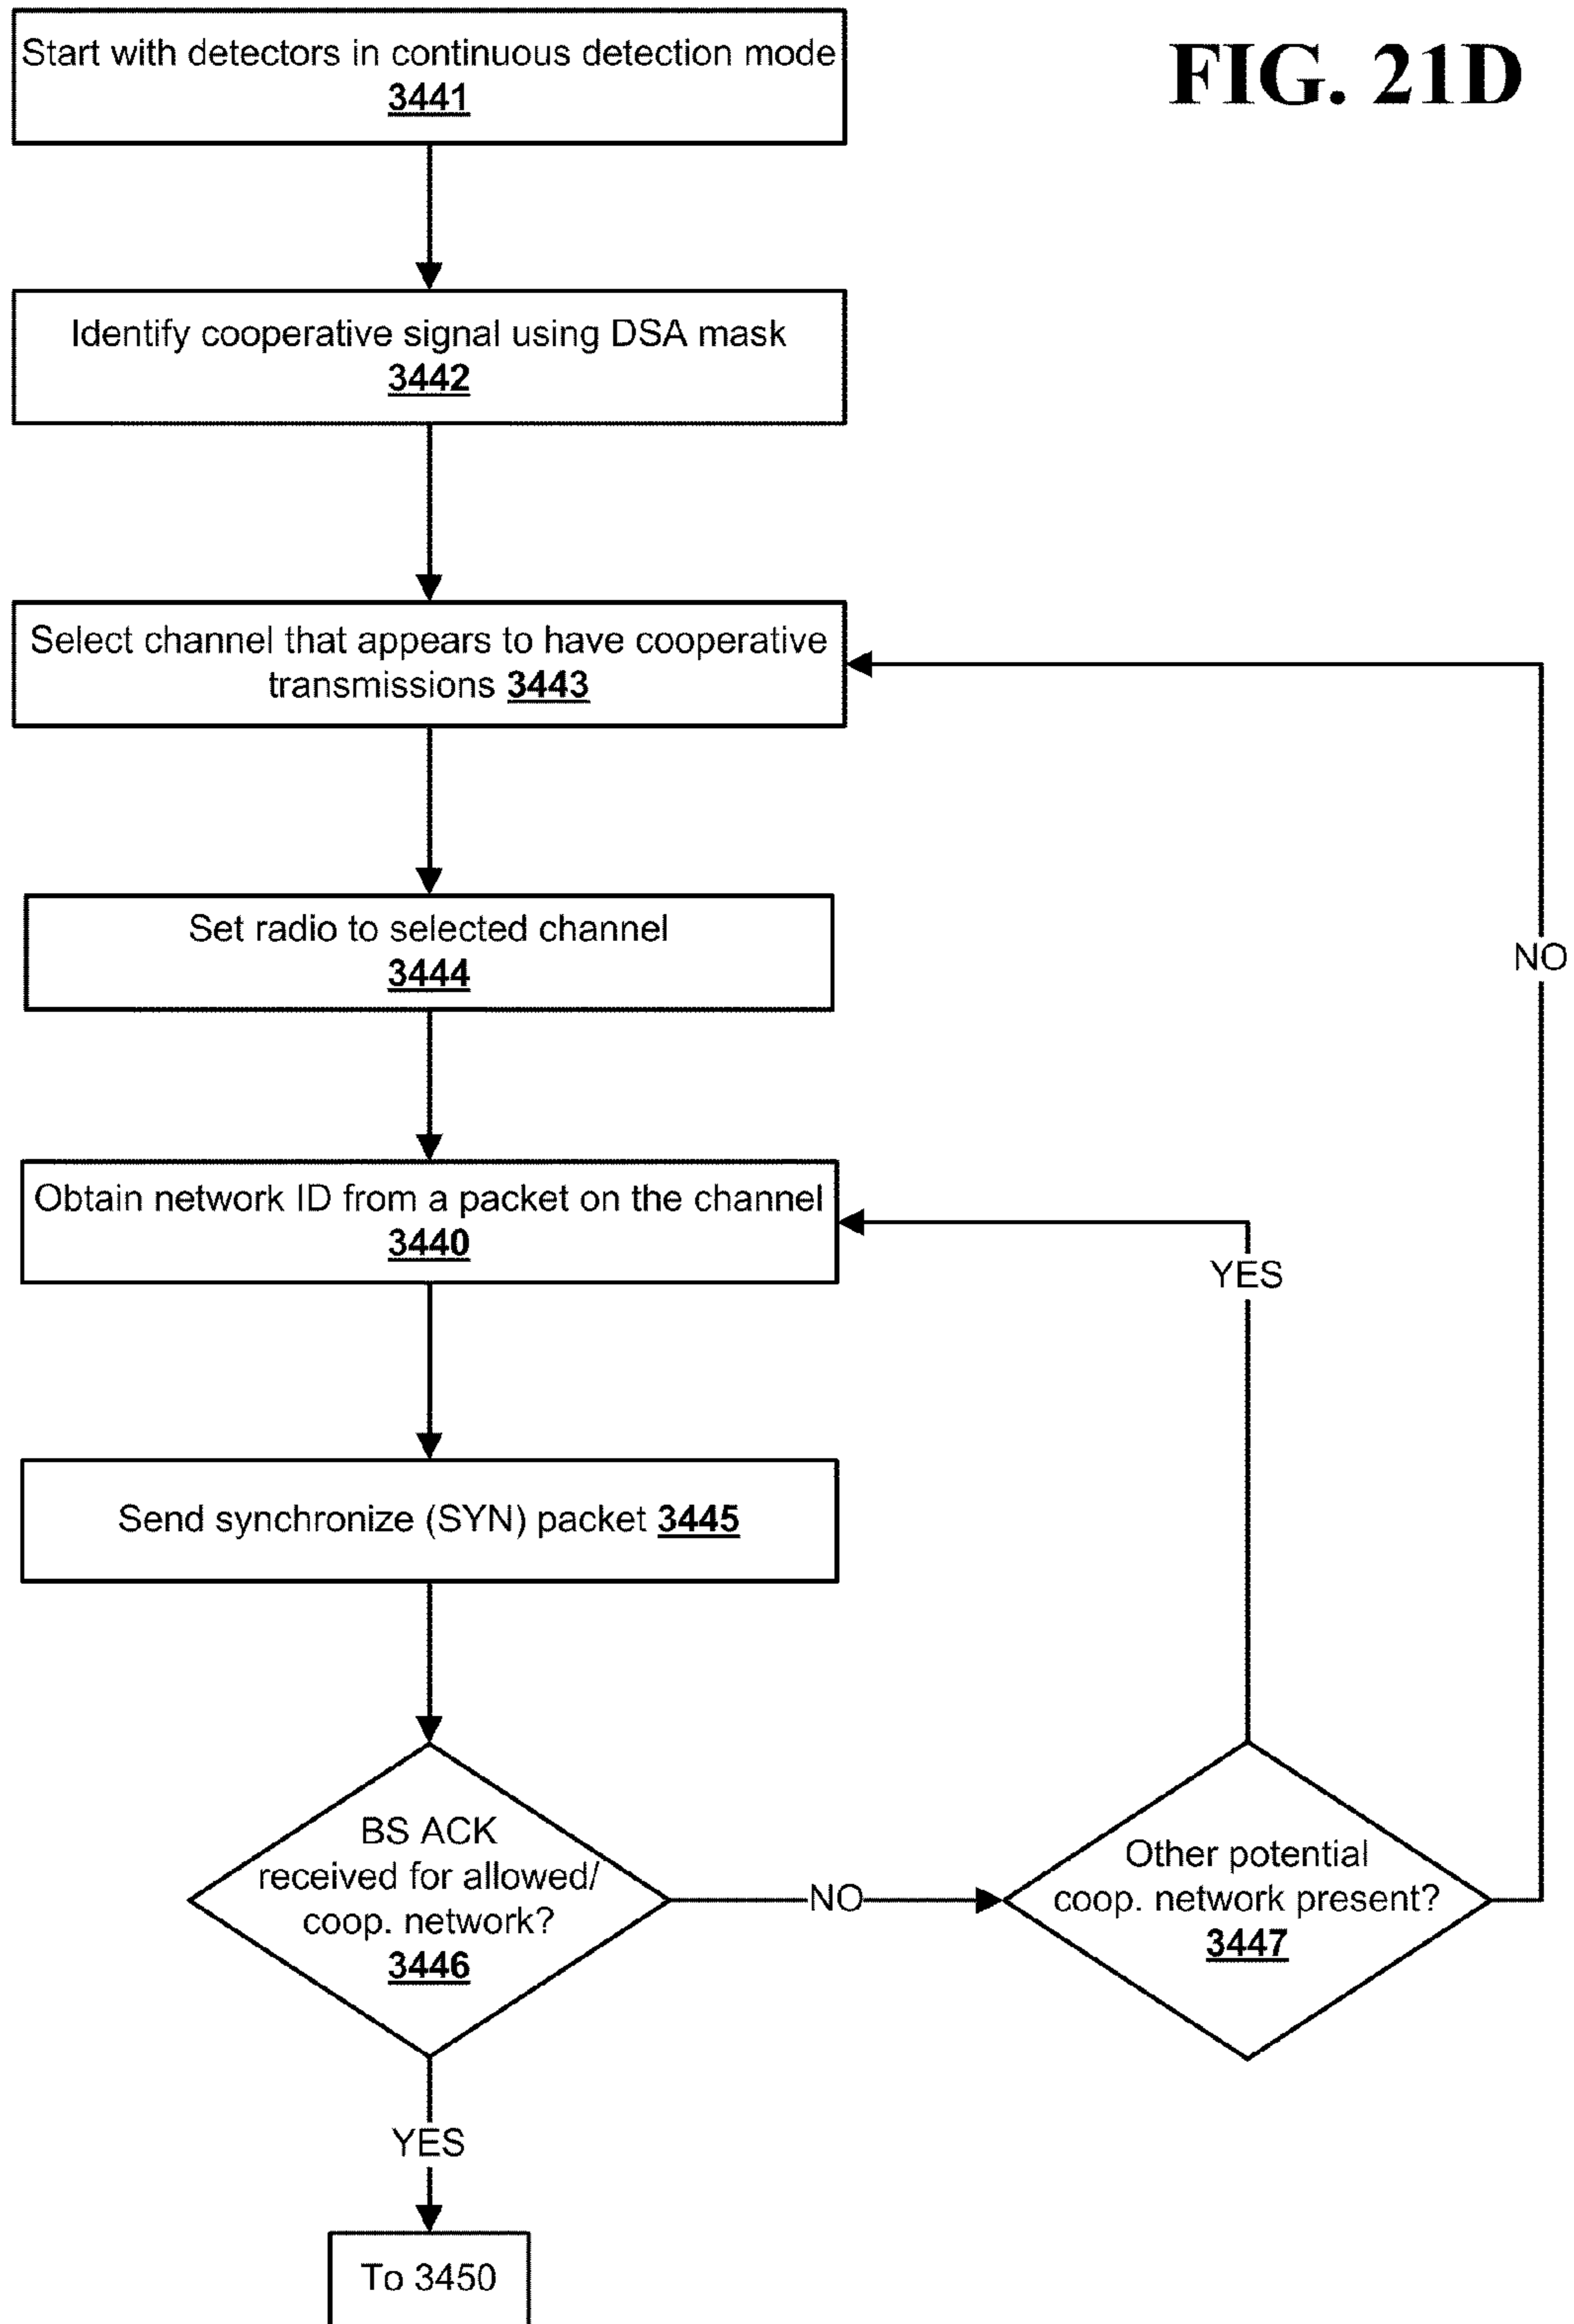 FIG. 21D
Start with detectors in continuous detection mode
3441
Identify cooperative signal using DSA mask
3442
Select channel that appears to have cooperative
transmissions 3443
Set radio to selected channel
3444
NO
Obtain network ID from a packet on the channel
3440
YES
Send synchronize (SYN) packet 3445
BS ACK
received for allowed/
coop. network?
3446
NO
Other potential
coop. network present?
3447
YES
To 3450